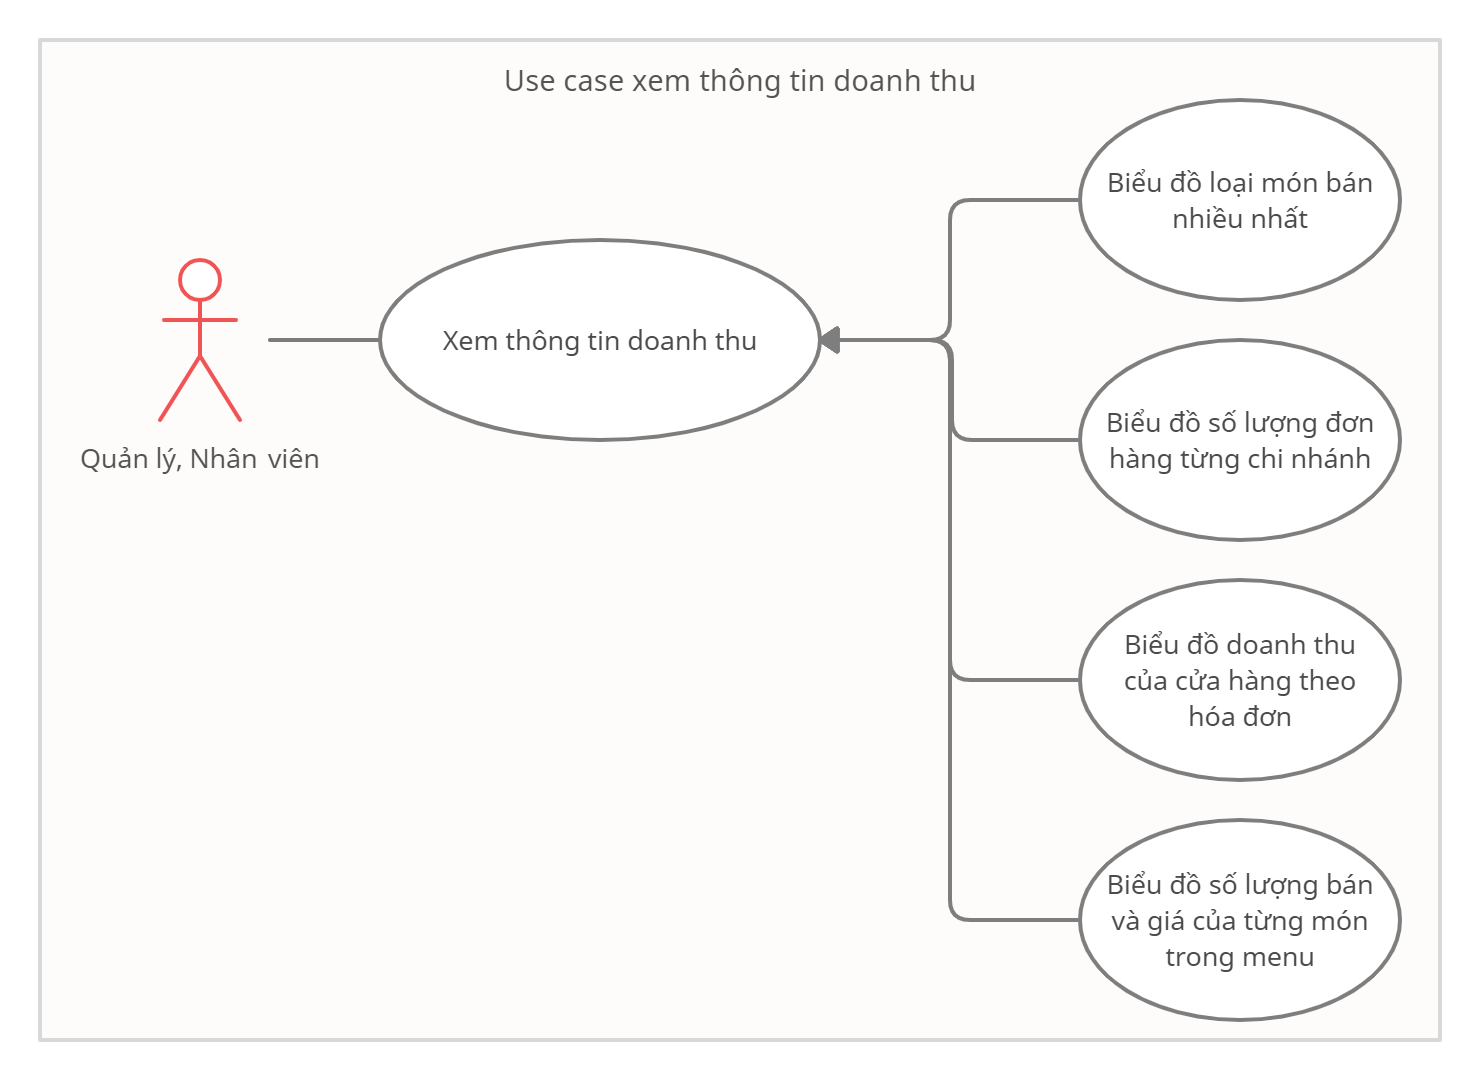 Use case xem thông tin doanh thu
Biểu đồ loại món bán
nhiều nhất
Xem thông tin doanh thu
Biểu đồ số lượng đơn
hàng từng chi nhánh
Quản lý, Nhân viên
Biểu đồ doanh thu
của cửa hàng theo
hóa đơn
Biểu đồ số lượng bán
và giá của từng món
trong menu